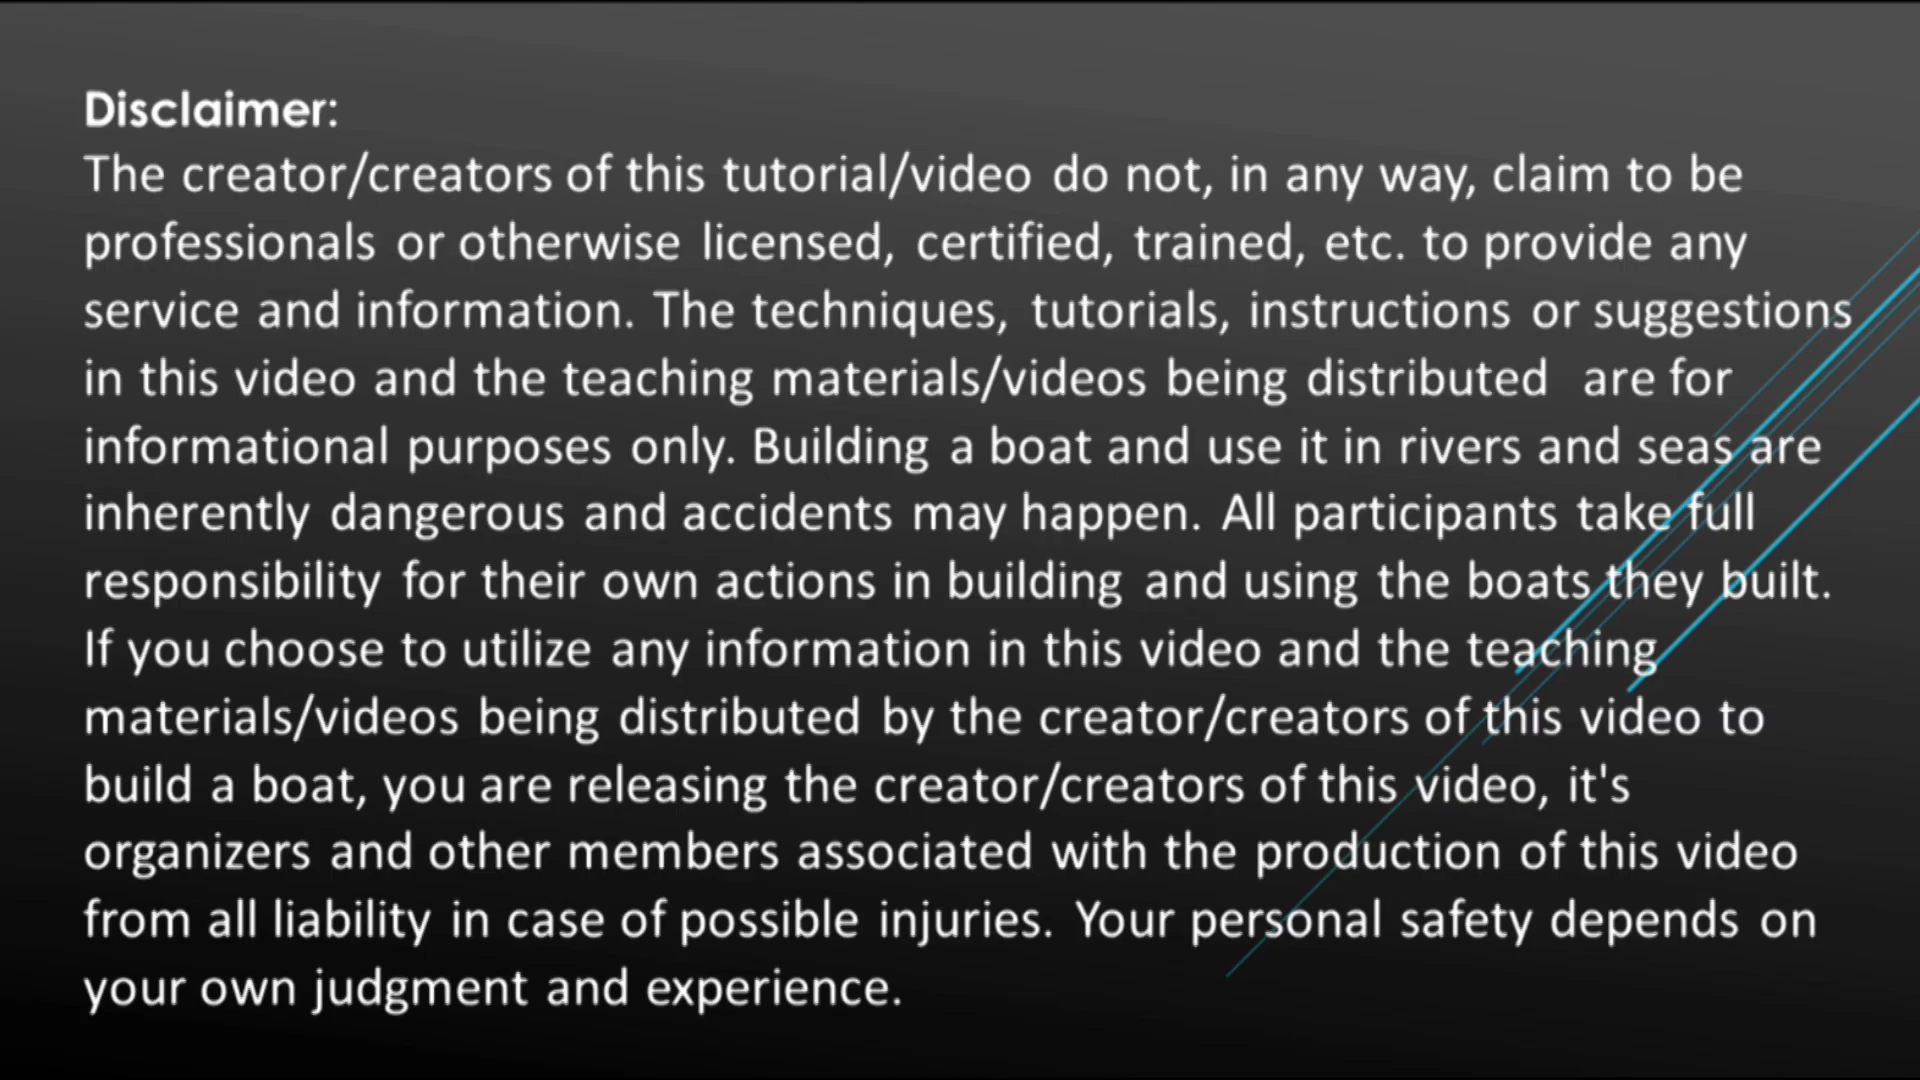 Disclaimer:
The creator/creators of this tutorial/video do not, in any way, claim to be
professionals or otherwise licensed, certified, trained, etc. to provide any
service and information. The techniques, tutorials, instructions or suggestions
in this video and the teaching materials/videos being distributed are for
informational purposes only. Building a boat and use it in rivers and seas are
inherently dangerous and accidents may happen. All participants take full
responsibility for their own actions in building and using the boats they built.
If you choose to utilize any information in this video and the teaching
materials/videos being distributed by the creator/creators of this video to
build a boat, you are releasing the creator/creators of this video, it's
organizers and other members associated with the production of this video
from all liability in case of possible injuries. Your personal safety depends on
your own judgment and experience.